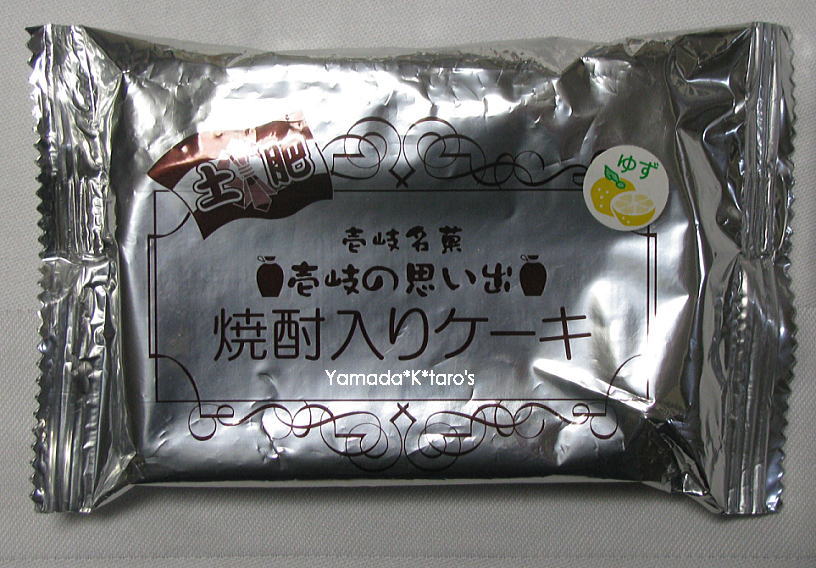 土肥
ゆず
壱岐名菓
壱岐の思い出
焼酎入りケーキ
Yamada*K*taro's